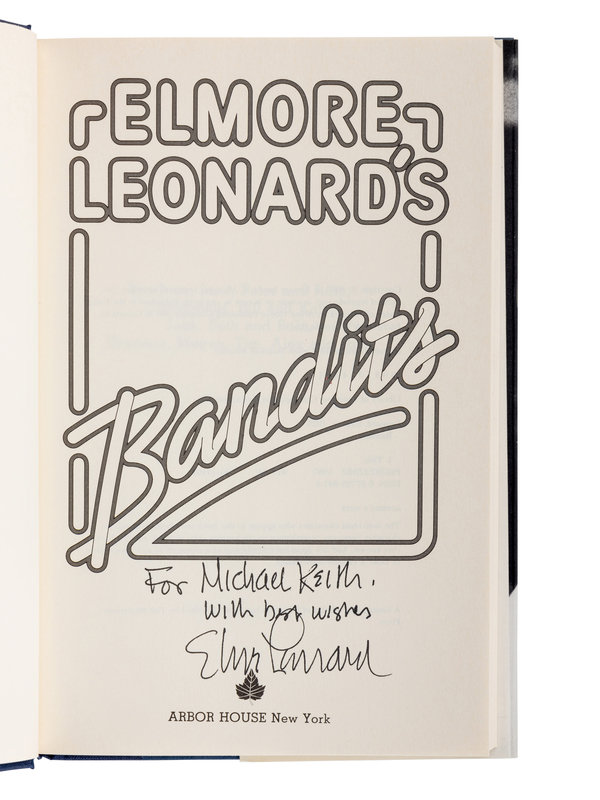 ELMORE
LEONARD'S
Bandits
For Michael Keith.
With best wishes
Elmore Leonard
ARBOR HOUSE New York